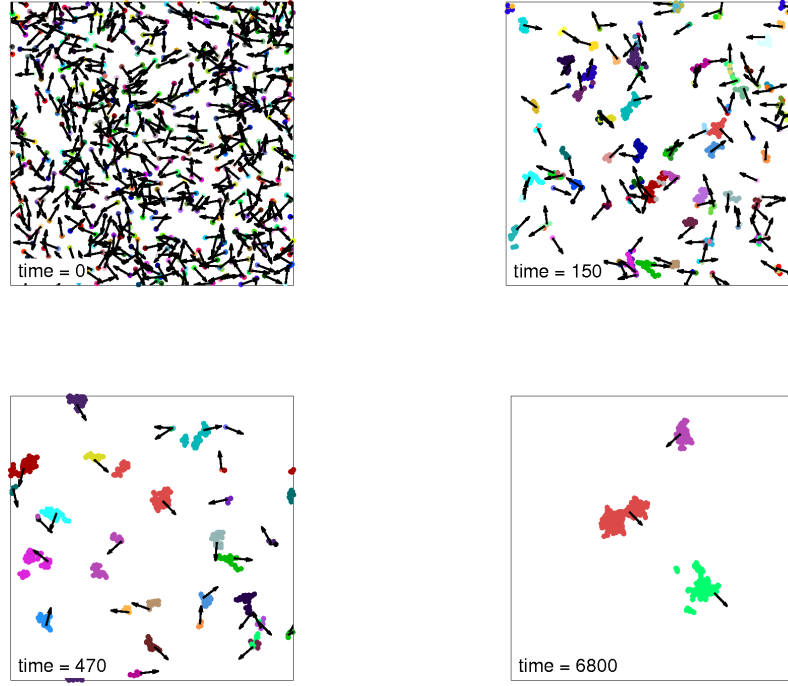 time = 0
time = 150
time = 470
time = 6800